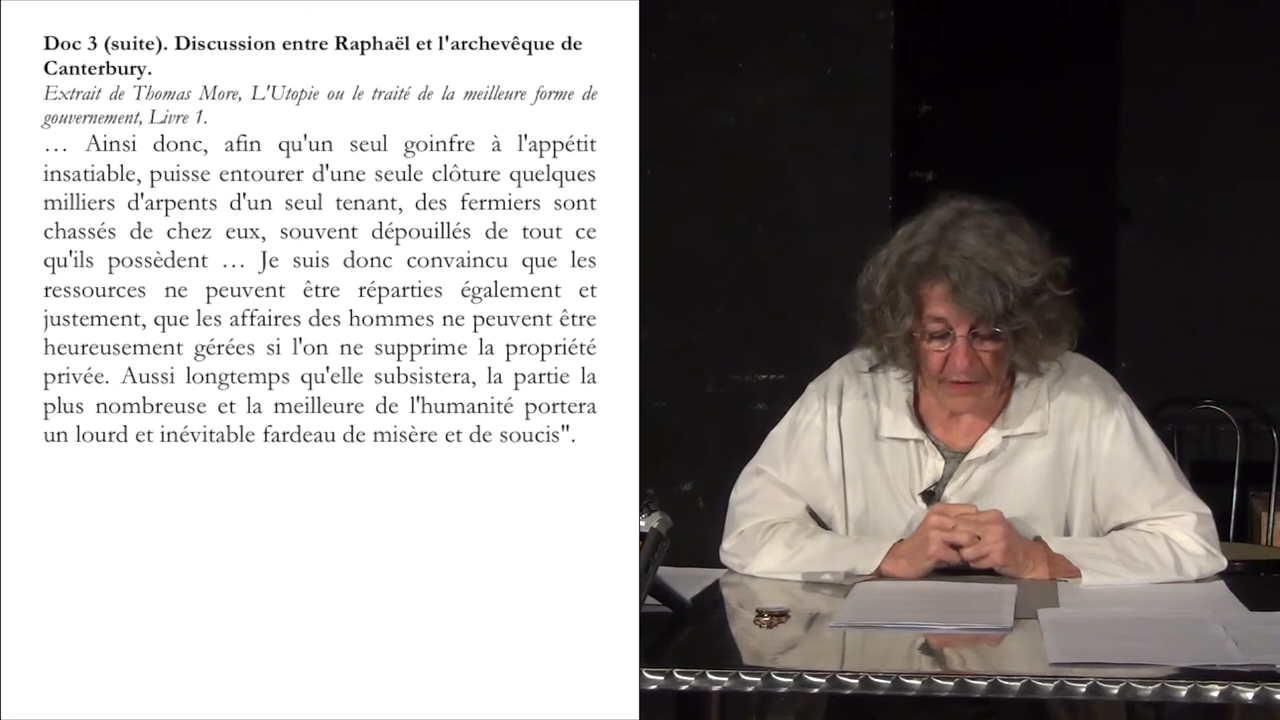 Doc 3 (suite). Discussion entre Raphaël et l'archevêque de
Canterbury.
Extrait de Thomas More, L'Utopie ou le traité de la meilleure forme de
gouvernement, Livre 1.
… Ainsi donc, afin qu'un seul goinfre à l'appétit
insatiable, puisse entourer d'une seule clôture quelques
milliers d'arpents d'un seul tenant, des fermiers sont
chassés de chez eux, souvent dépouillés de tout ce
qu'ils possèdent … Je suis donc convaincu que les
ressources ne peuvent être réparties également et
justement, que les affaires des hommes ne peuvent être
heureusement gérées si l'on ne supprime la propriété
privée. Aussi longtemps qu'elle subsistera, la partie la
plus nombreuse et la meilleure de l'humanité portera
un lourd et inévitable fardeau de misère et de soucis".